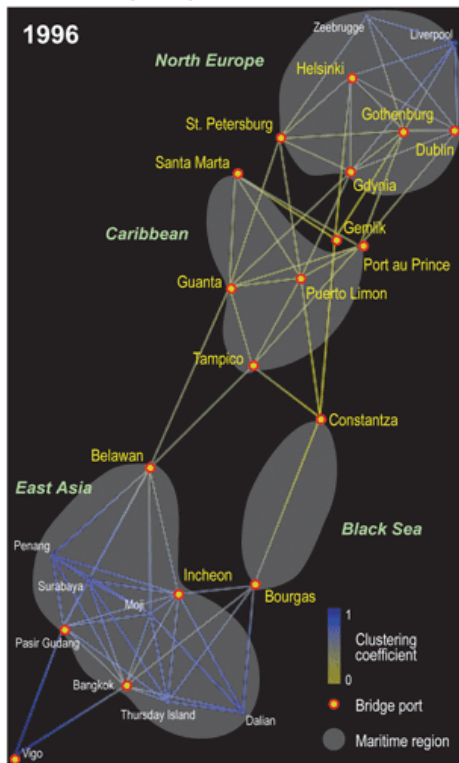 1996
Zeebrugge
Liverpool
North Europe
Helsinki
St. Petersburg
Gothenburg
Dublin
Santa Marta
Gdynia
Caribbean
Gemlik
Port au Prince
Guanta
Puerto Limon
Tampico
Constantza
Belawan
East Asia
Black Sea
Penang
Surabaya
Incheon
Moji
Bourgas
Pasir Gudang
Bangkok
Thursday Island
Dalian
Vigo
1
Clustering
coefficient
0
Bridge port
Maritime region